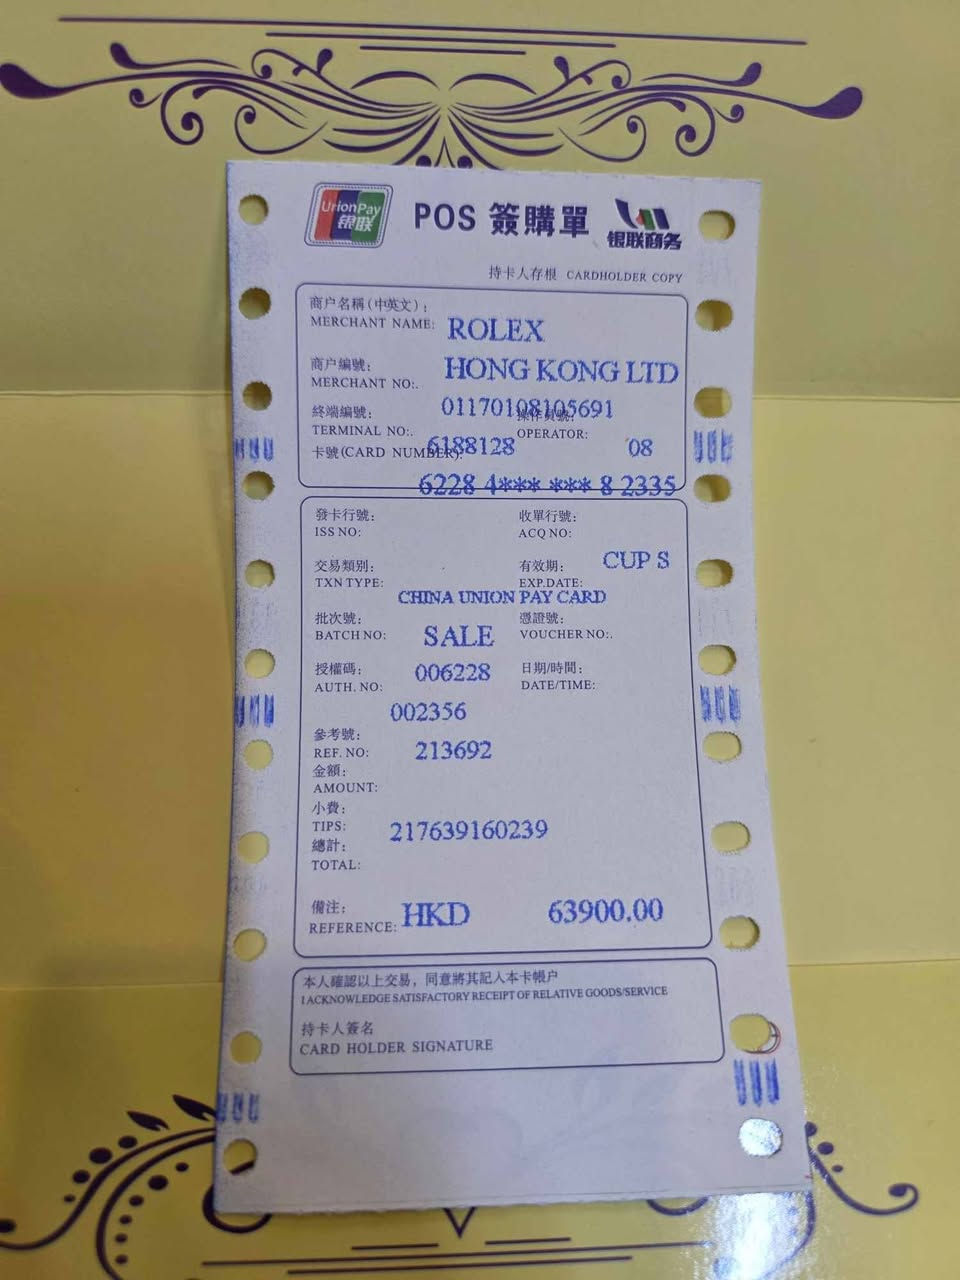 UnionPay
银联
POS 簽購單
银联商务
持卡人存根 CARDHOLDER COPY
商户名稱(中英文):
MERCHANT NAME: ROLEX
商户編號: HONG KONG LTD
MERCHANT NO:.
終端編號: 01170108105691 操作員號:
TERMINAL NO:. OPERATOR:
卡號(CARD NUMBER): 6188128 08
6228 4*** *** 8 2335
發卡行號: 收單行號:
ISS NO: ACQ NO:
交易類別: 有效期: CUP S
TXN TYPE: EXP.DATE:
CHINA UNION PAY CARD
批次號: 憑證號:
BATCH NO: SALE VOUCHER NO:.
授權碼: 006228 日期/時間:
AUTH. NO: DATE/TIME:
002356
參考號:
REF. NO: 213692
金額:
AMOUNT:
小費:
TIPS: 217639160239
總計:
TOTAL:
備注: HKD 63900.00
REFERENCE:
本人確認以上交易，同意將其記入本卡帳户
I ACKNOWLEDGE SATISFACTORY RECEIPT OF RELATIVE GOODS/SERVICE
持卡人簽名
CARD HOLDER SIGNATURE